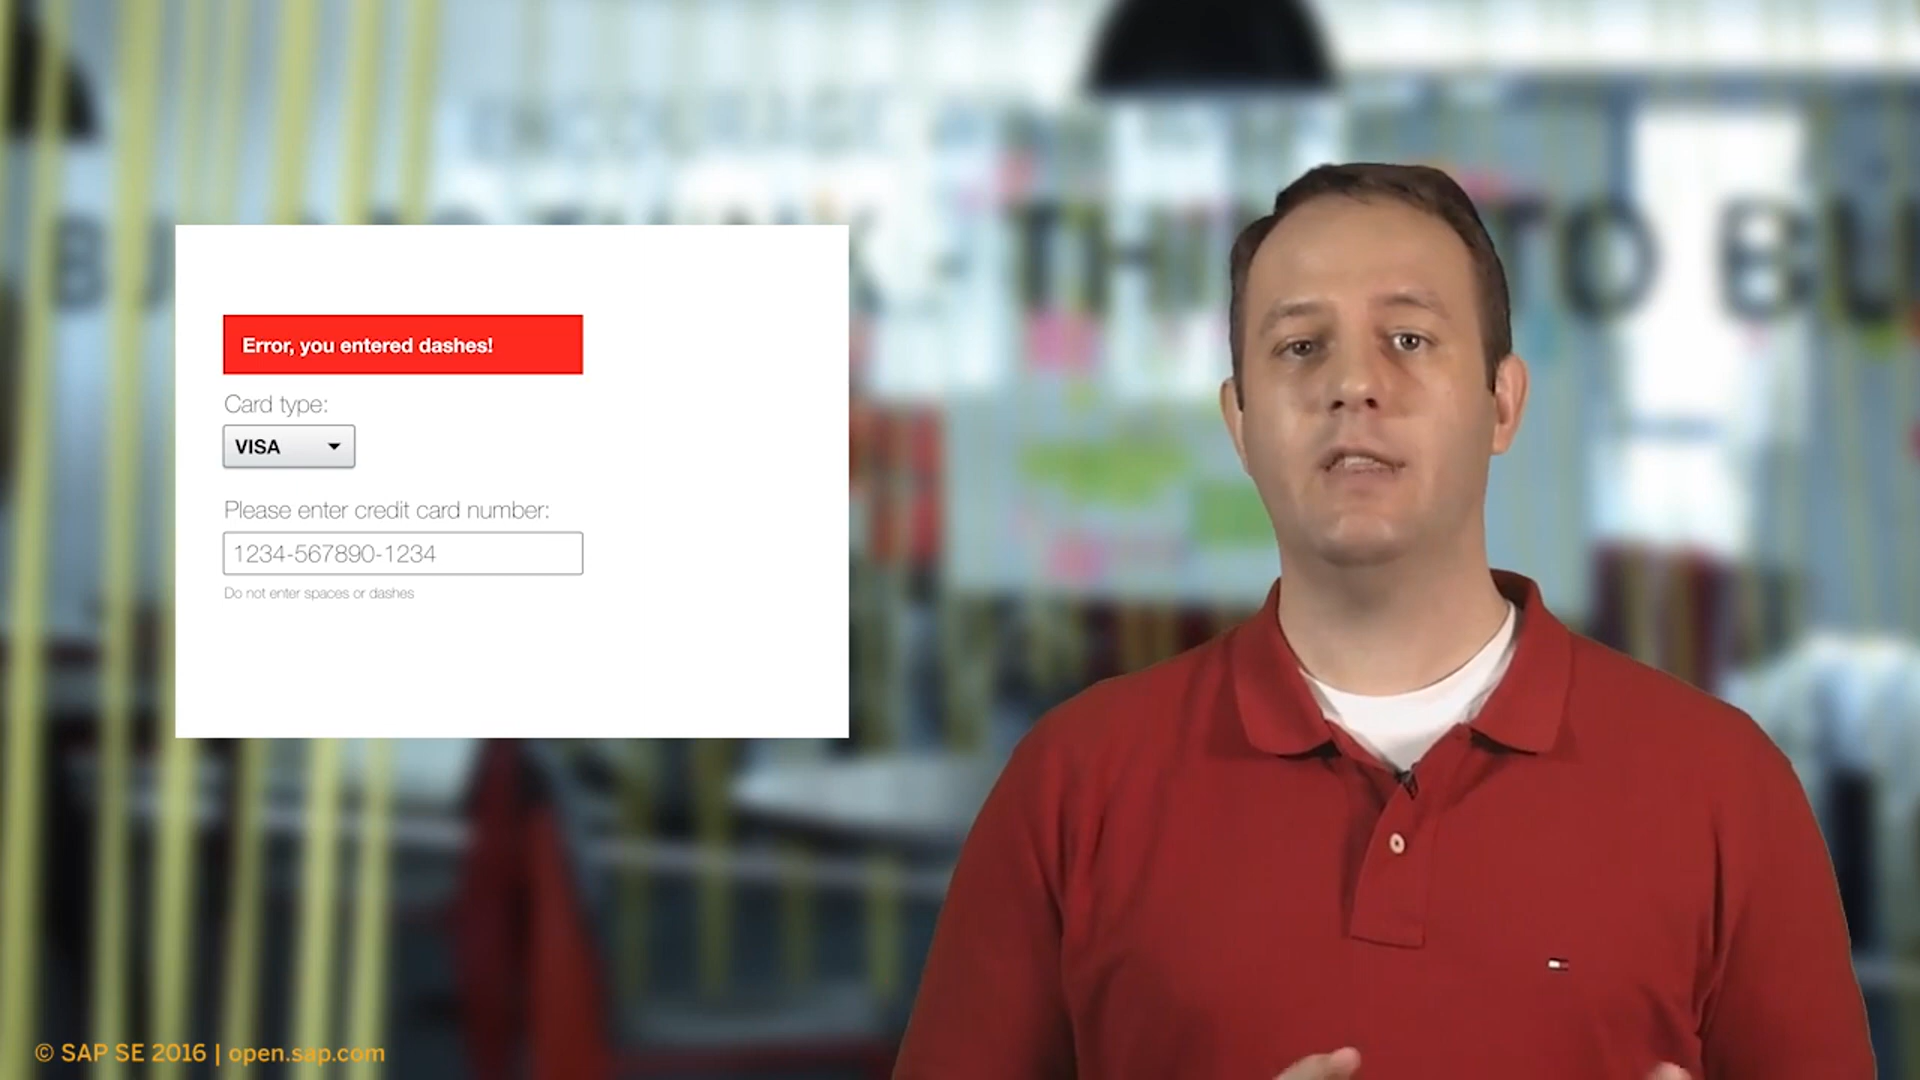 Error, you entered dashes!
Card type:
VISA
Please enter credit card number:
1234-567890-1234
Do not enter spaces or dashes
© SAP SE 2016 | open.sap.com